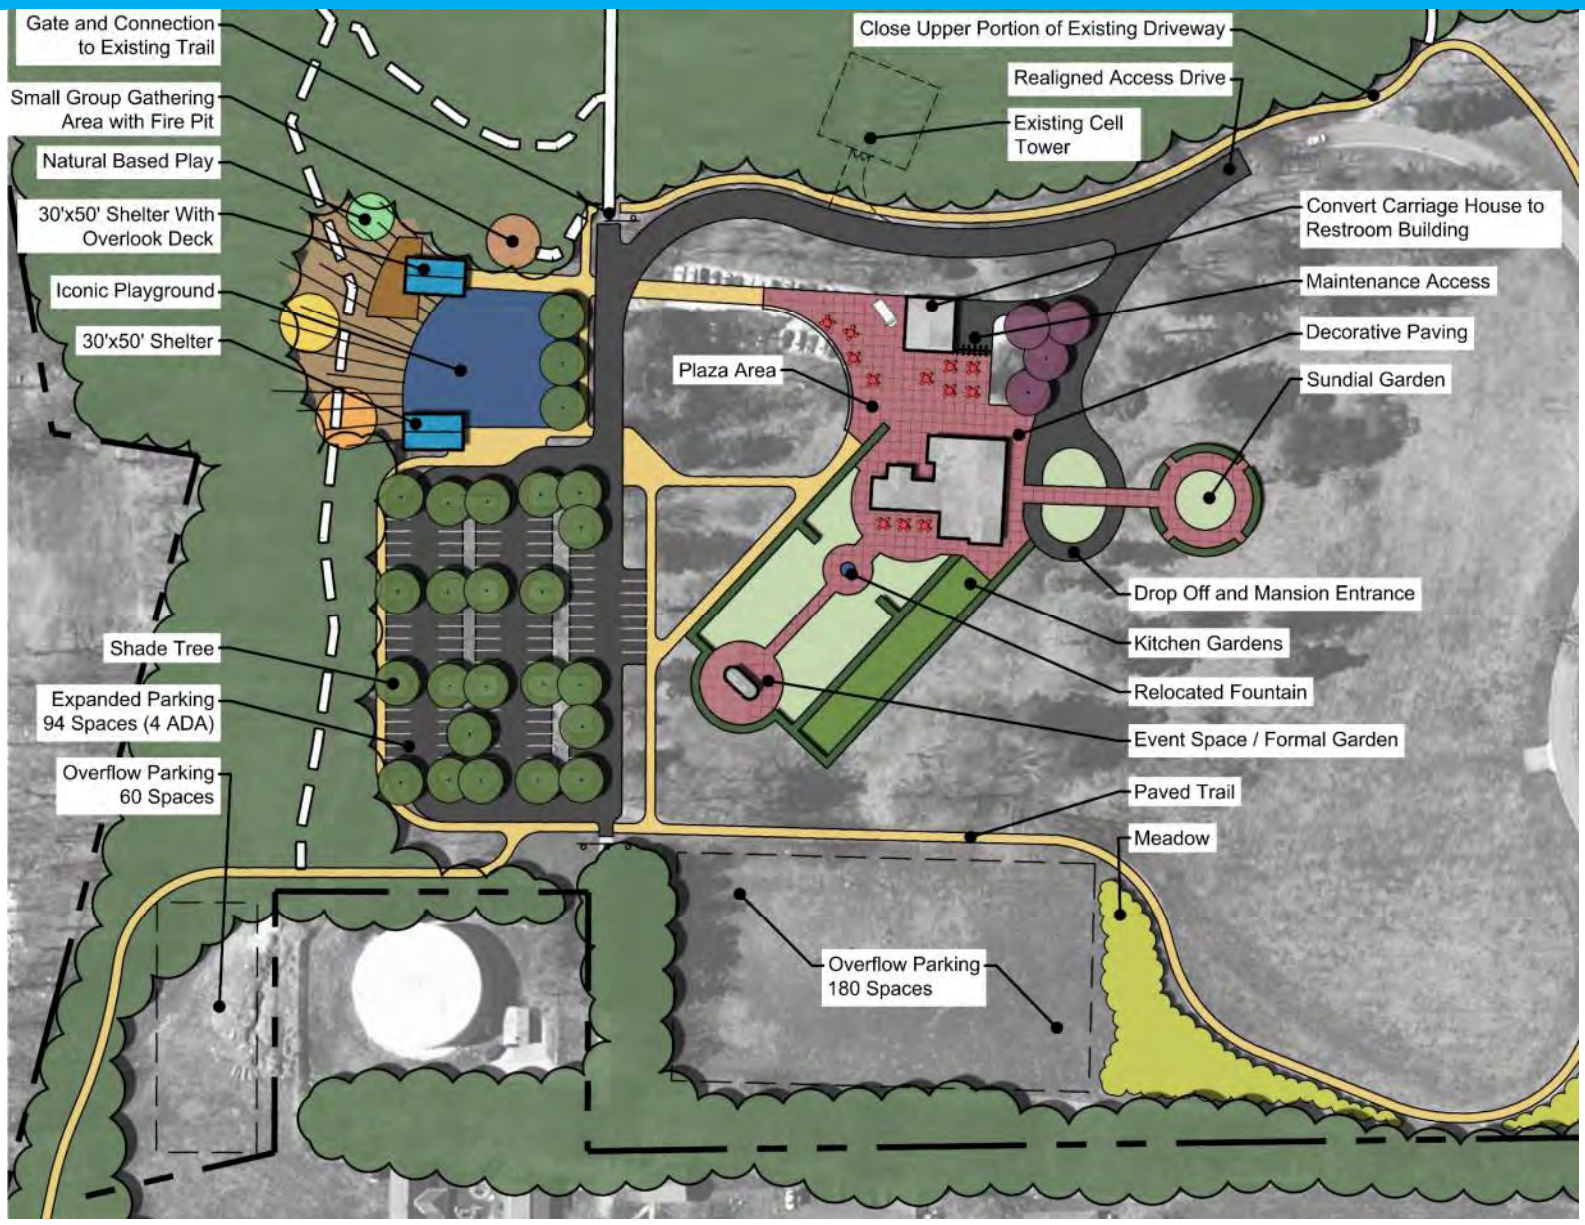 Gate and Connection
to Existing Trail
Small Group Gathering
Area with Fire Pit
Natural Based Play
30'x50' Shelter With
Overlook Deck
Iconic Playground
30'x50' Shelter
Shade Tree
Expanded Parking
94 Spaces (4 ADA)
Overflow Parking
60 Spaces
Plaza Area
Overflow Parking
180 Spaces
Close Upper Portion of Existing Driveway
Realigned Access Drive
Existing Cell
Tower
Convert Carriage House to
Restroom Building
Maintenance Access
Decorative Paving
Sundial Garden
Drop Off and Mansion Entrance
Kitchen Gardens
Relocated Fountain
Event Space / Formal Garden
Paved Trail
Meadow